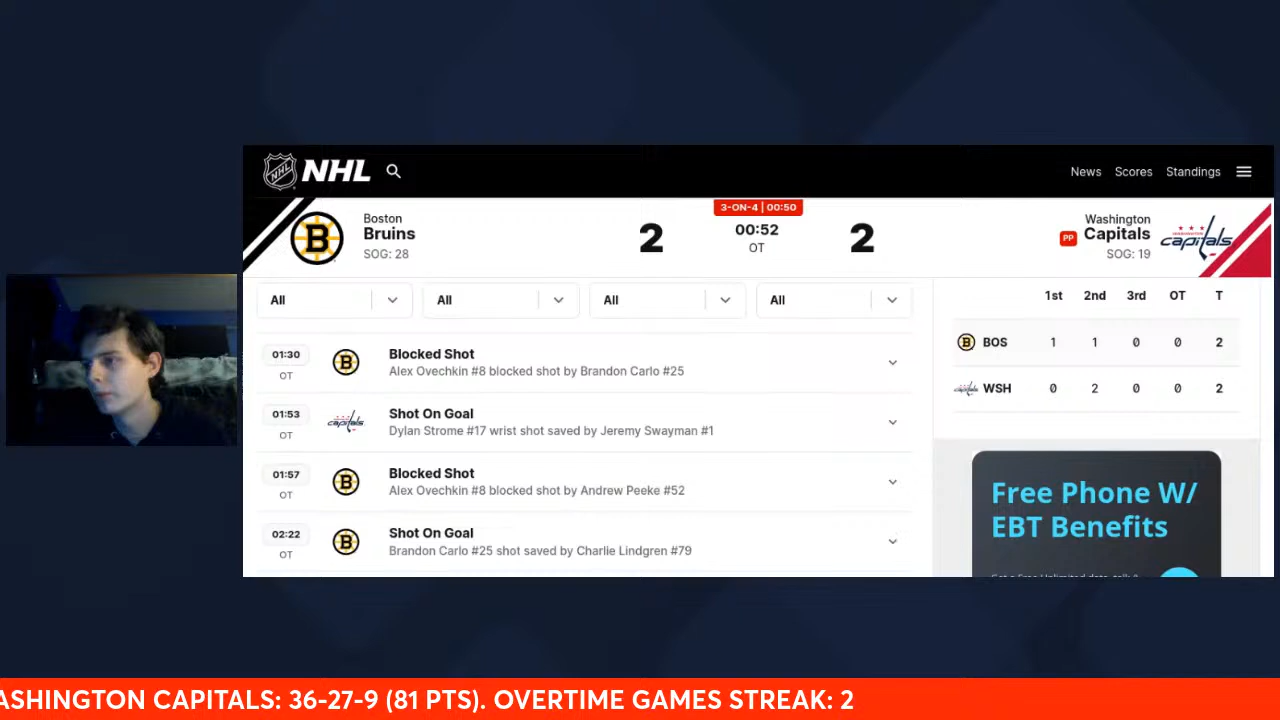 NHL
News Scores Standings
3-ON-4 | 00:50
Boston
Bruins
SOG: 28
2
00:52
OT
2
Washington
PP Capitals
SOG: 19
capitals
All All All All
01:30
OT
Blocked Shot
Alex Ovechkin #8 blocked shot by Brandon Carlo #25
01:53
OT
capitals
Shot On Goal
Dylan Strome #17 wrist shot saved by Jeremy Swayman #1
01:57
OT
Blocked Shot
Alex Ovechkin #8 blocked shot by Andrew Peeke #52
02:22
OT
Shot On Goal
Brandon Carlo #25 shot saved by Charlie Lindgren #79
1st 2nd 3rd OT T
BOS 1 1 0 0 2
WSH 0 2 0 0 2
Free Phone W/
EBT Benefits
ASHINGTON CAPITALS: 36-27-9 (81 PTS). OVERTIME GAMES STREAK: 2